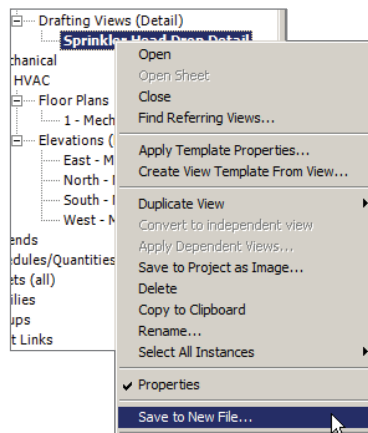 Drafting Views (Detail)
Sprinkler Head Drop Detail
chanical
HVAC
Floor Plans
1 - Mech
Elevations (
East - M
North - I
South - I
West - M
ends
edules/Quantities
ets (all)
ilies
ups
t Links
Open
Open Sheet
Close
Find Referring Views...
Apply Template Properties...
Create View Template From View...
Duplicate View
Convert to independent view
Apply Dependent Views...
Save to Project as Image...
Delete
Copy to Clipboard
Rename...
Select All Instances
Properties
Save to New File...